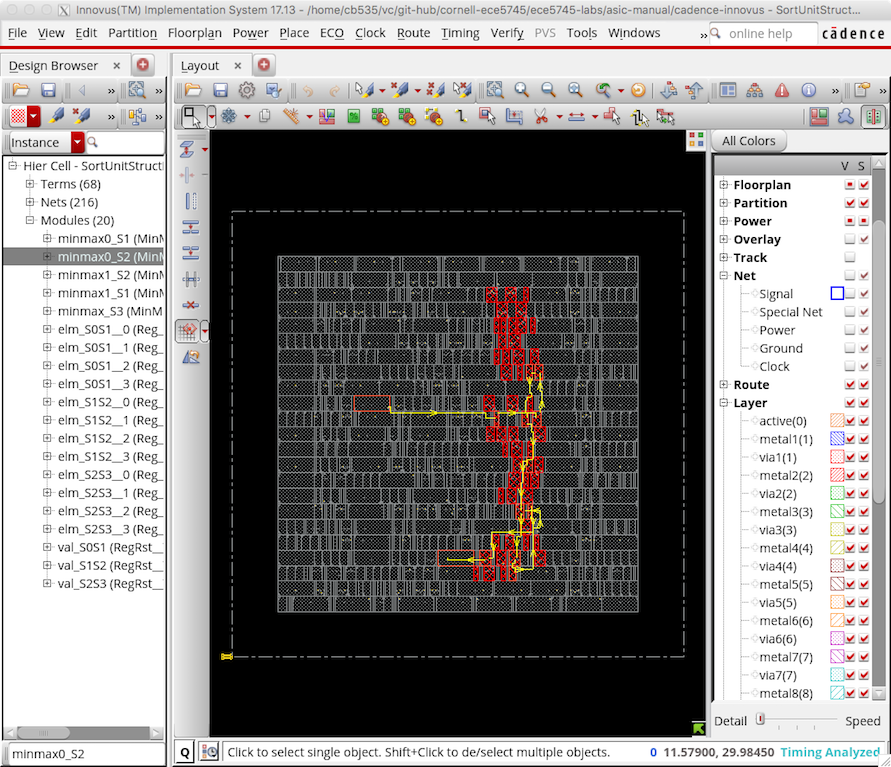 Innovus(TM) Implementation System 17.13 - /home/cb535/vc/git-hub/cornell-ece5745/ece5745-labs/asic-manual/cadence-innovus - SortUnitStruct...
File View Edit Partition Floorplan Power Place ECO Clock Route Timing Verify PVS Tools Windows » online help cādence
Design Browser
Layout
All Colors
Instance
V S
Hier Cell - SortUnitStruct
Terms (68)
Nets (216)
Modules (20)
minmax0_S1 (MinM
minmax0_S2 (MinM
minmax1_S2 (MinM
minmax1_S1 (MinM
minmax_S3 (MinM
elm_S0S1__0 (Reg_
elm_S0S1__1 (Reg_
elm_S0S1__2 (Reg_
elm_S0S1__3 (Reg_
elm_S1S2__0 (Reg_
elm_S1S2__1 (Reg_
elm_S1S2__2 (Reg_
elm_S1S2__3 (Reg_
elm_S2S3__0 (Reg_
elm_S2S3__1 (Reg_
elm_S2S3__2 (Reg_
elm_S2S3__3 (Reg_
val_S0S1 (RegRst__
val_S1S2 (RegRst__
val_S2S3 (RegRst__
Floorplan
Partition
Power
Overlay
Track
Net
Signal
Special Net
Power
Ground
Clock
Route
Layer
active(0)
metal1(1)
via1(1)
metal2(2)
via2(2)
metal3(3)
via3(3)
metal4(4)
via4(4)
metal5(5)
via5(5)
metal6(6)
via6(6)
metal7(7)
via7(7)
metal8(8)
Detail Speed
minmax0_S2
Q Click to select single object. Shift+Click to de/select multiple objects. 0 11.57900, 29.98450 Timing Analyzed